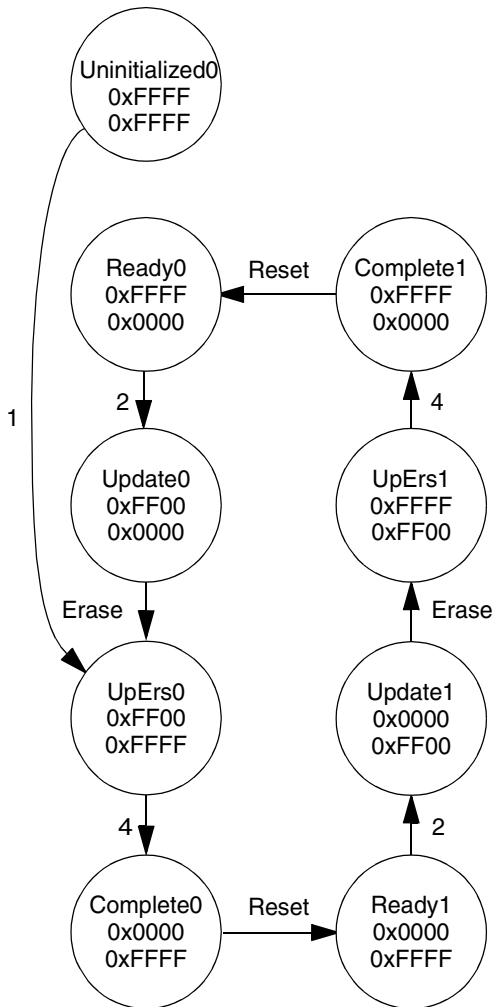 Uninitialized0
0xFFFF
0xFFFF
Ready0
0xFFFF
0x0000
Reset
Complete1
0xFFFF
0x0000
1
2
4
Update0
0xFF00
0x0000
UpErs1
0xFFFF
0xFF00
Erase
Erase
UpErs0
0xFF00
0xFFFF
Update1
0x0000
0xFF00
4
2
Complete0
0x0000
0xFFFF
Reset
Ready1
0x0000
0xFFFF